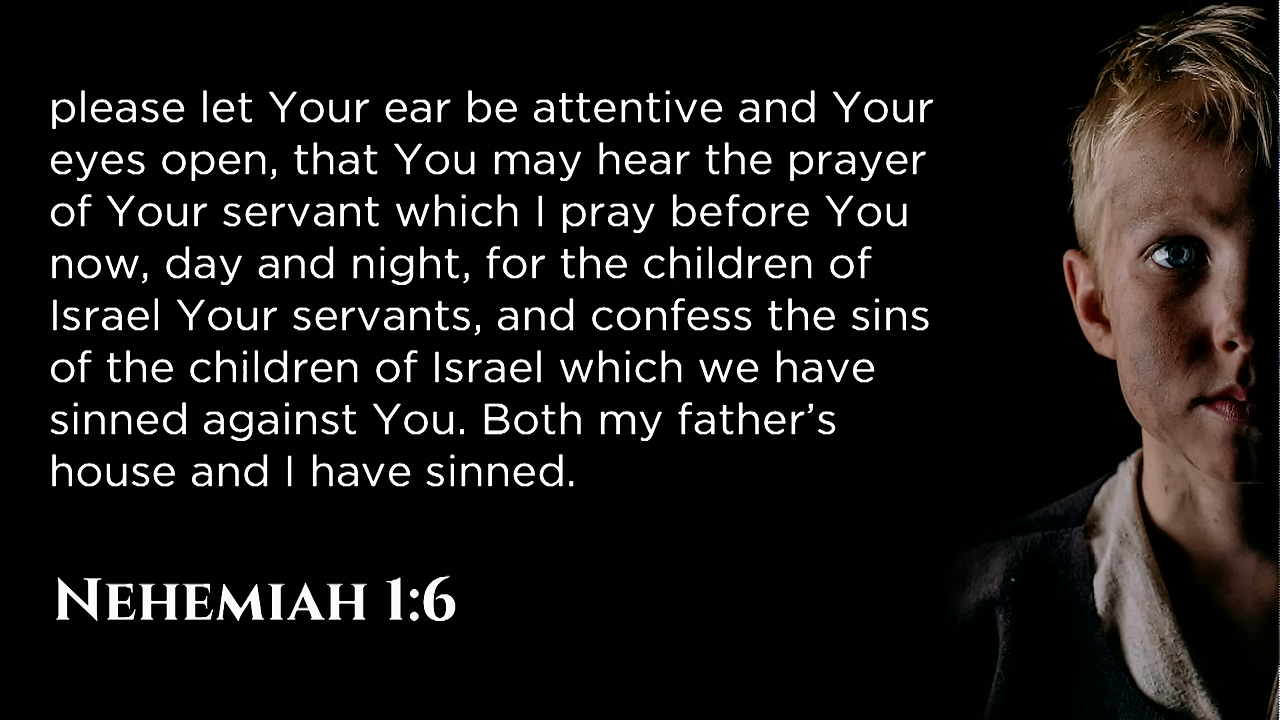 please let Your ear be attentive and Your
eyes open, that You may hear the prayer
of Your servant which I pray before You
now, day and night, for the children of
Israel Your servants, and confess the sins
of the children of Israel which we have
sinned against You. Both my father’s
house and I have sinned.
Nehemiah 1:6